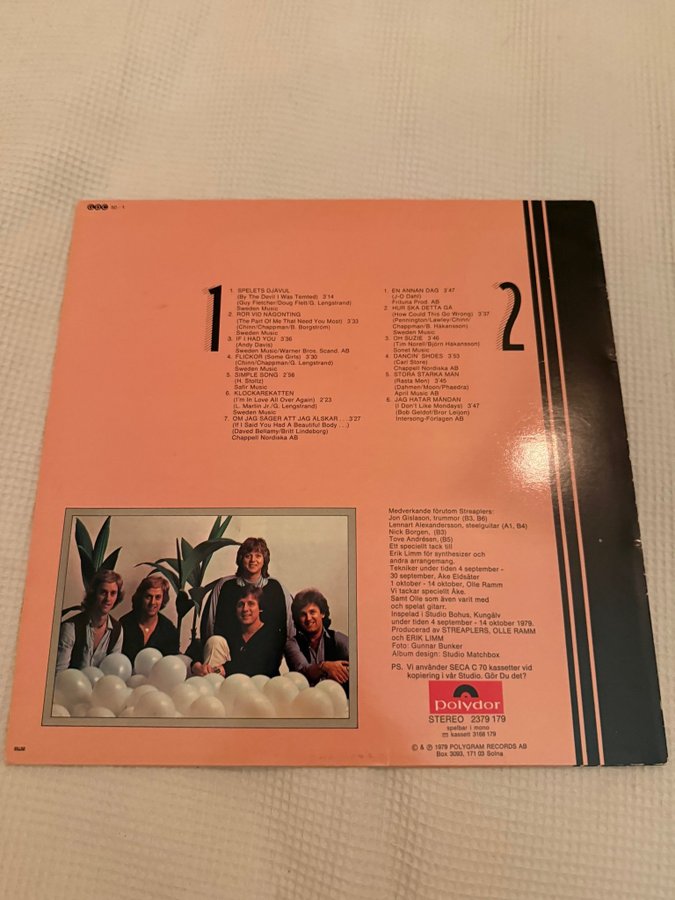 1
1. SPELETS DJÄVUL
(By The Devil I Was Temted) 3'14
(Guy Fletcher/Doug Flett/G. Lengstrand)
Sweden Music
2. RÖR VID NÅGONTING
(The Part Of Me That Need You Most) 3'33
(Chinn/Chapman/B. Borgström)
Sweden Music
3. IF I HAD YOU 3'36
(Andy Davis)
Sweden Music/Warner Bros. Scand. AB
4. FLICKOR (Some Girls) 3'30
(Chinn/Chapman/G. Lengstrand)
Sweden Music
5. SIMPLE SONG 2'56
(H. Stoltz)
Safir Music
6. KLOCKAREKATTEN
(I'm In Love All Over Again) 2'23
(L. Martin Jr./G. Lengstrand)
Sweden Music
7. OM JAG SÄGER ATT JAG ÄLSKAR . . . 3'27
(If I Said You Had A Beautiful Body . . .)
(Daved Bellamy/Britt Lindeborg)
Chappell Nordiska AB
2
1. EN ANNAN DAG 3'47
(J-O Dahl)
Frituna Prod. AB
2. HUR SKA DETTA GÅ
(How Could This Go Wrong) 3'37
(Pennington/Lawley/Chinn/
Chapman/B. Håkansson)
Sweden Music
3. OH SUZIE 3'46
(Tim Norell/Björn Håkansson)
Sonet Music
4. DANCIN' SHOES 3'53
(Carl Store)
Chappell Nordiska AB
5. STORA STARKA MÄN
(Rasta Men) 3'45
(Dahmen/Moon/Phaedra)
April Music AB
6. JAG HATAR MÅNDAN
(I Don't Like Mondays) 3'47
(Bob Geldof/Bror Leijon)
Intersong-Förlagen AB
Medverkande förutom Streaplers:
Jon Gislason, trummor (B3, B6)
Lennart Alexandersson, steelguitar (A1, B4)
Nick Borgen, (B3)
Tove Andrésen, (B5)
Ett speciellt tack till
Erik Limm för synthesizer och
andra arrangemang.
Tekniker under tiden 4 september -
30 september, Åke Eldsäter
1 oktober - 14 oktober, Olle Ramm
Vi tackar speciellt Åke.
Samt Olle som även varit med
och spelat gitarr.
Inspelad i Studio Bohus, Kungälv
under tiden 4 september - 14 oktober 1979.
Producerad av STREAPLERS, OLLE RAMM
och ERIK LIMM
Foto: Gunnar Bunker
Album design: Studio Matchbox
PS. Vi använder SECA C 70 kassetter vid
kopiering i vår Studio. Gör Du det?
polydor
STEREO 2379 179
spelbar i mono
kassett 3168 179
© & ℗ 1979 POLYGRAM RECORDS AB
Box 3093, 171 03 Solna